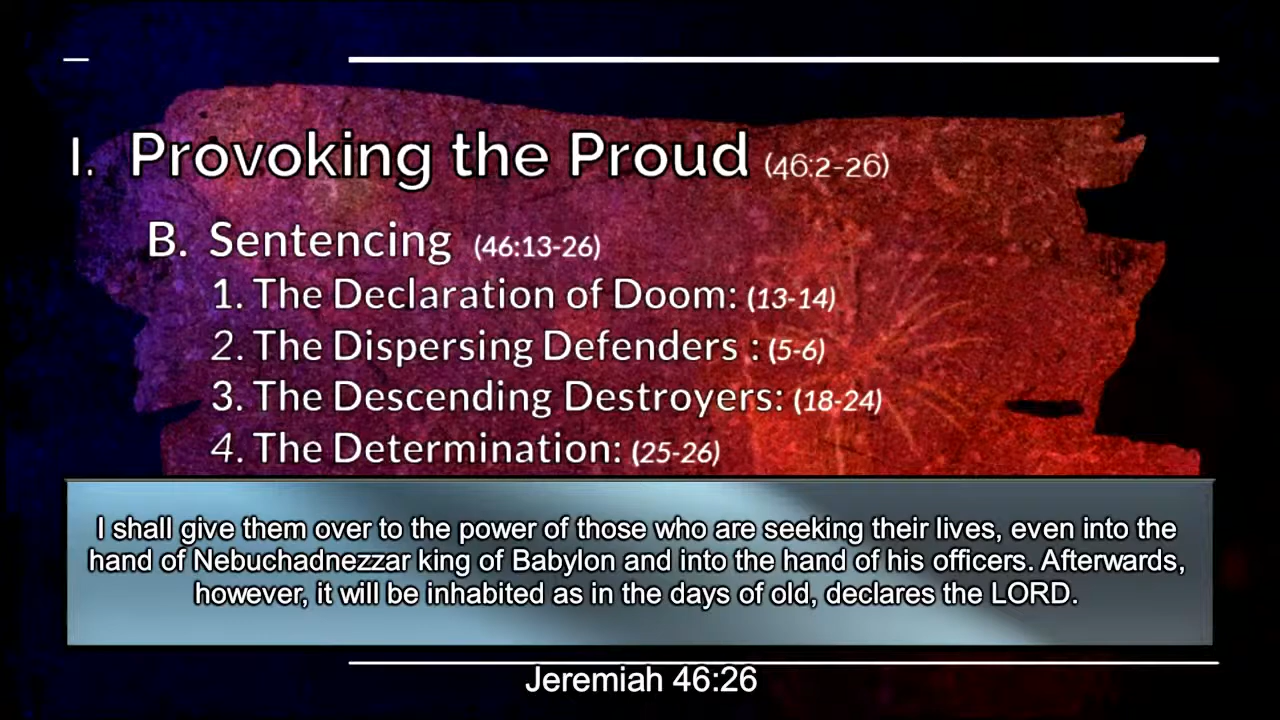 I. Provoking the Proud (46:2-26)
B. Sentencing (46:13-26)
1. The Declaration of Doom: (13-14)
2. The Dispersing Defenders : (5-6)
3. The Descending Destroyers: (18-24)
4. The Determination: (25-26)
I shall give them over to the power of those who are seeking their lives, even into the
hand of Nebuchadnezzar king of Babylon and into the hand of his officers. Afterwards,
however, it will be inhabited as in the days of old, declares the LORD.
Jeremiah 46:26